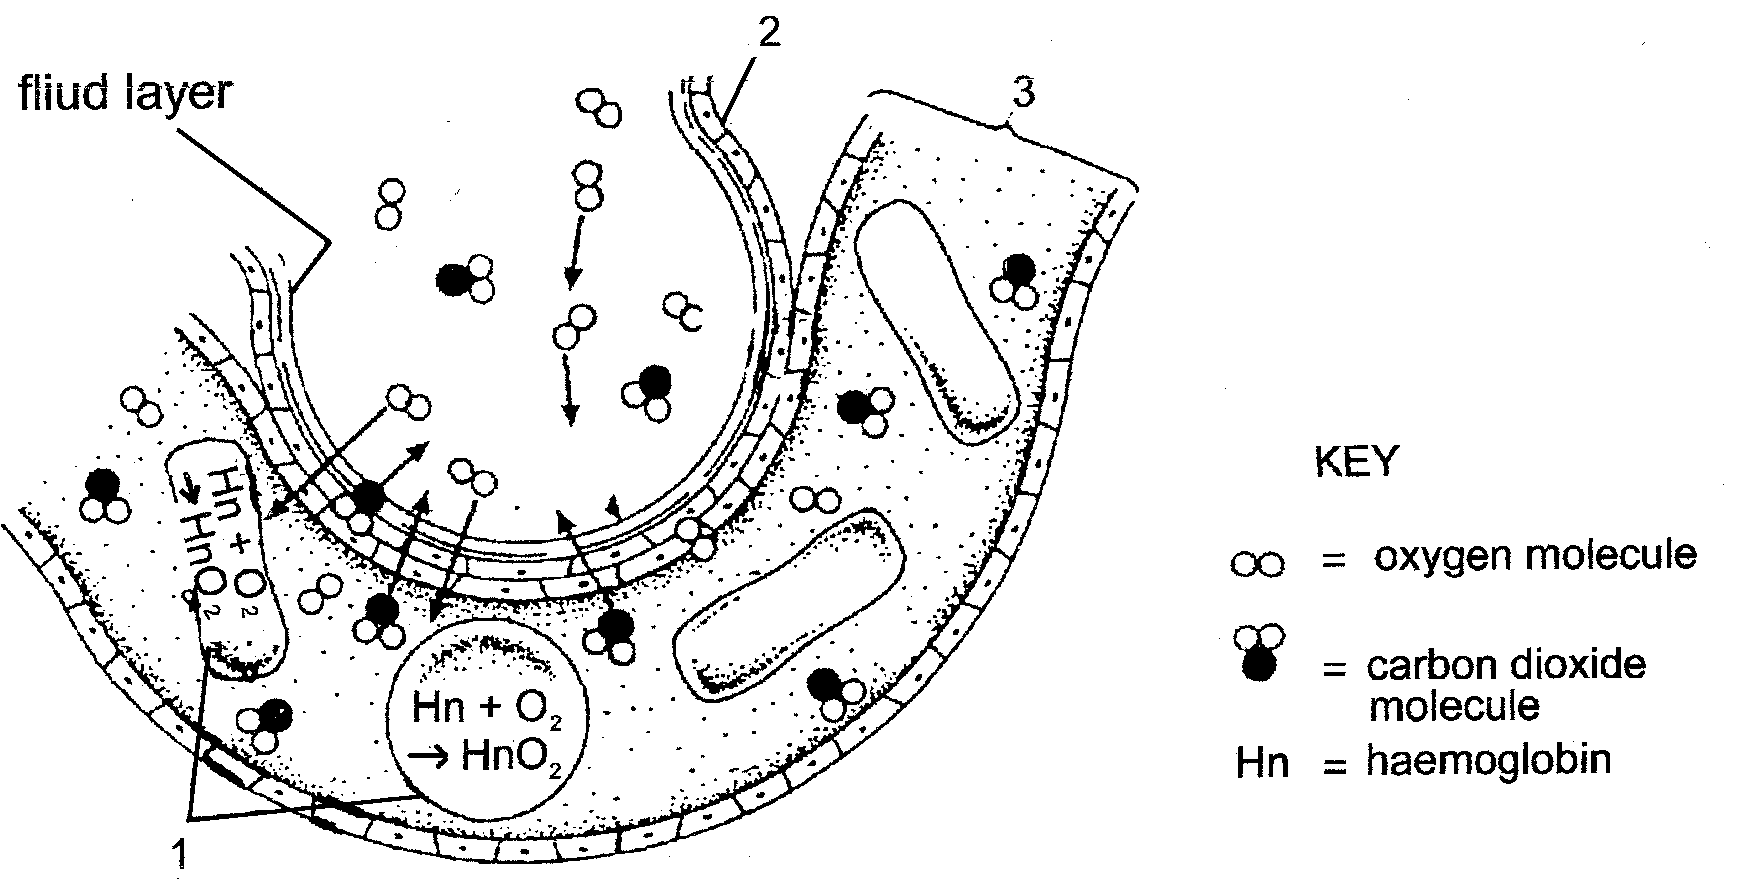 2
fliud layer
3
Hn + O2
→ HnO2
Hn + O2
→ HnO2
1
KEY
= oxygen molecule
= carbon dioxide
molecule
Hn = haemoglobin